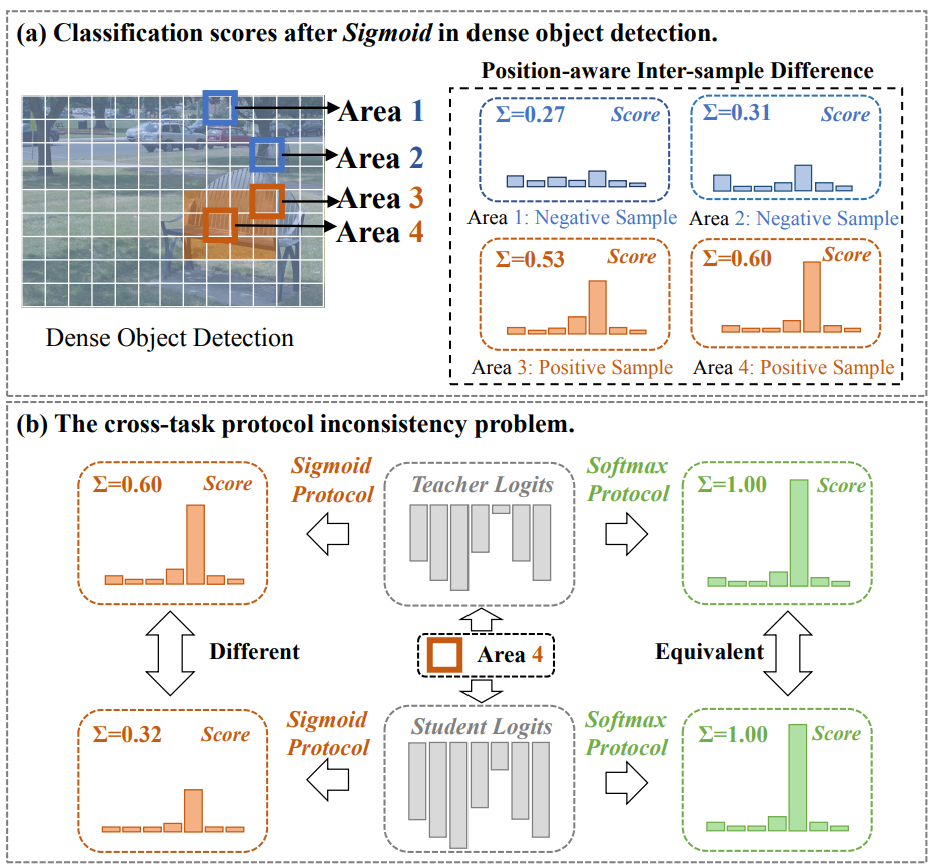 (a) Classification scores after Sigmoid in dense object detection.
Position-aware Inter-sample Difference
Area 1
Area 2
Area 3
Area 4
Dense Object Detection
Σ=0.27 Score
Area 1: Negative Sample
Σ=0.31 Score
Area 2: Negative Sample
Σ=0.53 Score
Area 3: Positive Sample
Σ=0.60 Score
Area 4: Positive Sample
(b) The cross-task protocol inconsistency problem.
Σ=0.60 Score
Sigmoid
Protocol
Teacher Logits
Softmax
Protocol
Σ=1.00 Score
Different
Area 4
Equivalent
Σ=0.32 Score
Sigmoid
Protocol
Student Logits
Softmax
Protocol
Σ=1.00 Score